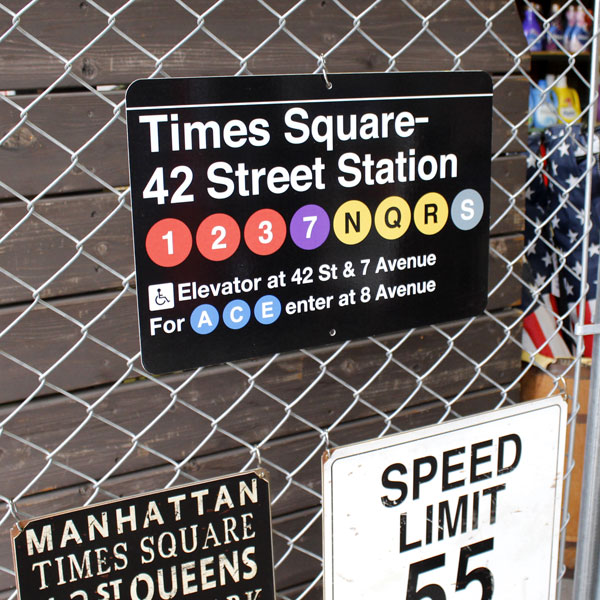 Times Square-
42 Street Station
1 2 3 7 N Q R S
Elevator at 42 St & 7 Avenue
For A C E enter at 8 Avenue
SPEED
LIMIT
55
MANHATTAN
TIMES SQUARE
ST QUEENS